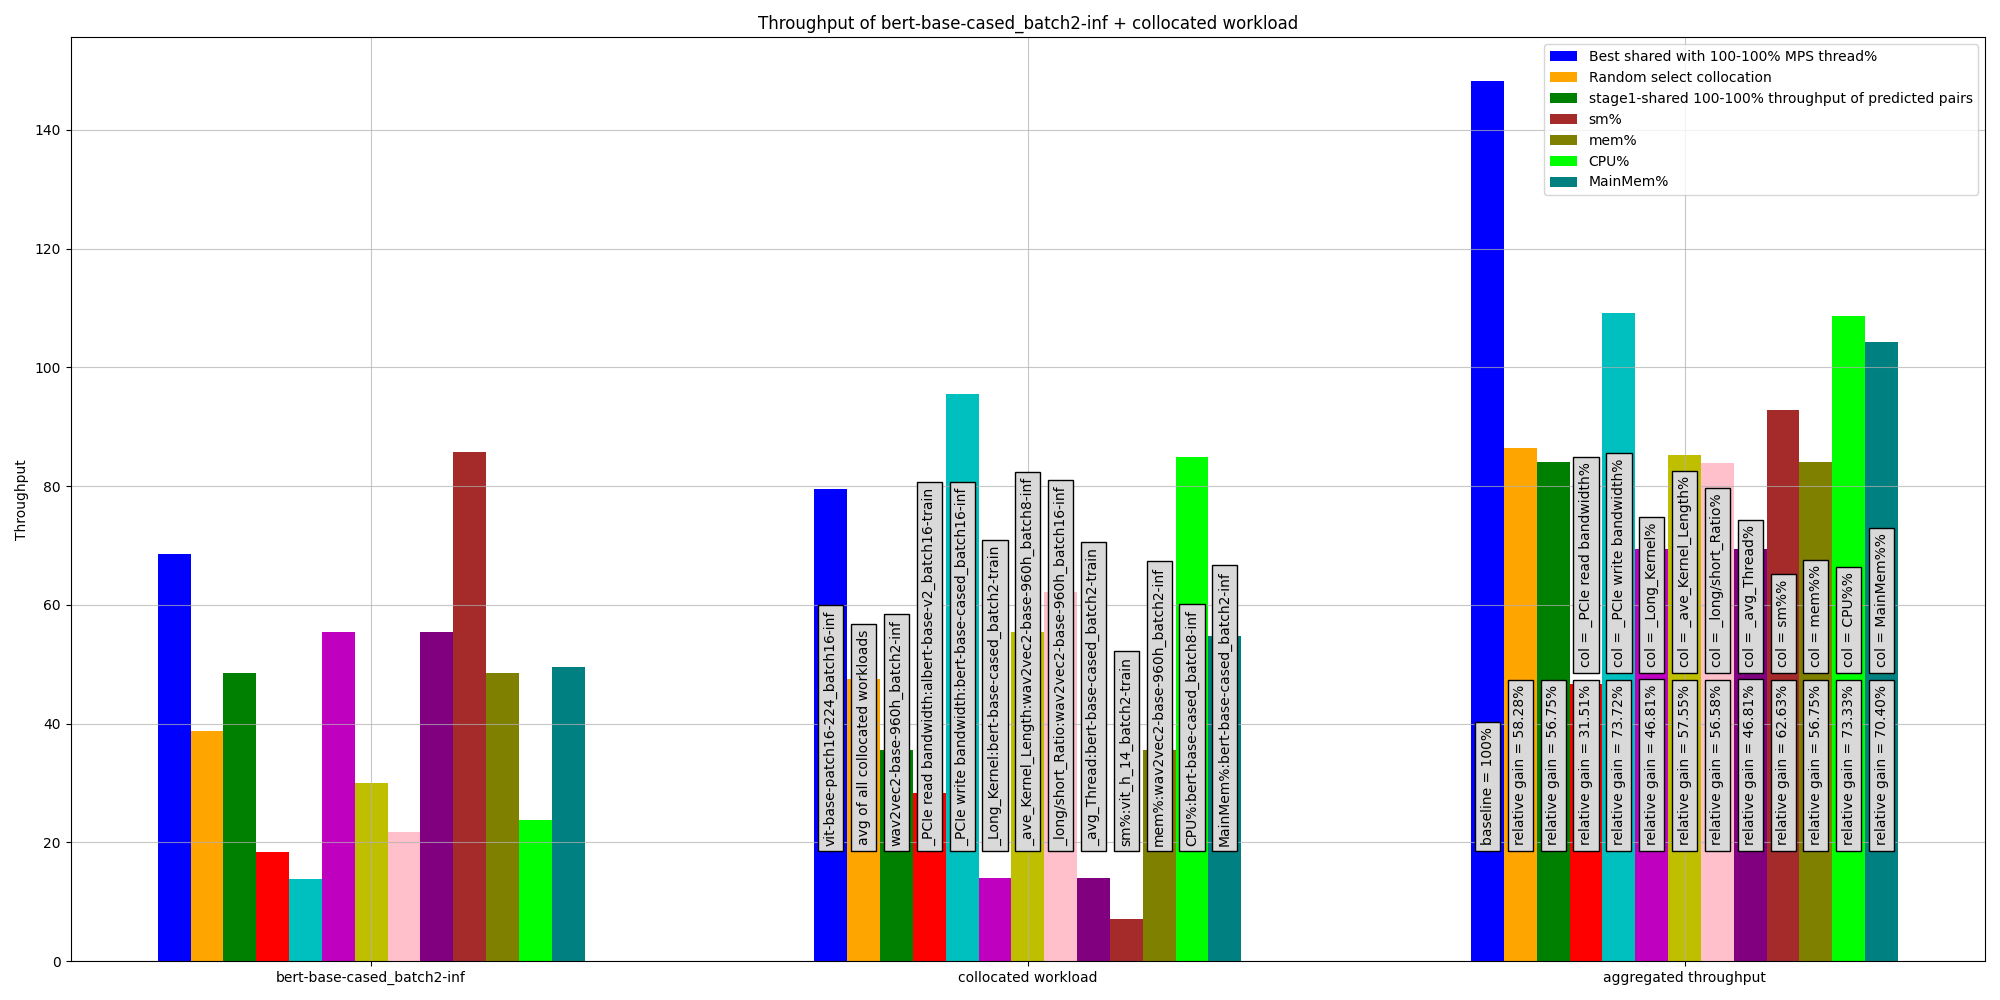 Throughput of bert-base-cased_batch2-inf + collocated workload
Best shared with 100-100% MPS thread%
Random select collocation
stage1-shared 100-100% throughput of predicted pairs
sm%
mem%
CPU%
MainMem%
Throughput
140
120
100
80
60
40
20
0
vit-base-patch16-224_batch16-inf
avg of all collocated workloads
wav2vec2-base-960h_batch2-inf
_PCIe read bandwidth:albert-base-v2_batch16-train
_PCIe write bandwidth:bert-base-cased_batch16-inf
_Long_Kernel:bert-base-cased_batch2-train
_ave_Kernel_Length:wav2vec2-base-960h_batch8-inf
_long/short_Ratio:wav2vec2-base-960h_batch16-inf
_avg_Thread:bert-base-cased_batch2-train
sm%:vit_h_14_batch2-train
mem%:wav2vec2-base-960h_batch2-inf
CPU%:bert-base-cased_batch8-inf
MainMem%:bert-base-cased_batch2-inf
col = _PCIe read bandwidth%
col = _PCIe write bandwidth%
col = _Long_Kernel%
col = _ave_Kernel_Length%
col = _long/short_Ratio%
col = _avg_Thread%
col = sm%%
col = mem%%
col = CPU%%
col = MainMem%%
baseline = 100%
relative gain = 58.28%
relative gain = 56.75%
relative gain = 31.51%
relative gain = 73.72%
relative gain = 46.81%
relative gain = 57.55%
relative gain = 56.58%
relative gain = 46.81%
relative gain = 62.63%
relative gain = 56.75%
relative gain = 73.33%
relative gain = 70.40%
bert-base-cased_batch2-inf
collocated workload
aggregated throughput